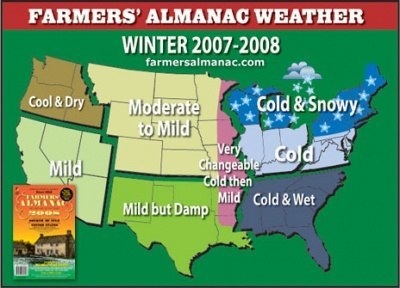 FARMERS' ALMANAC WEATHER
WINTER 2007-2008
farmersalmanac.com
Cool & Dry
Moderate
to Mild
Cold & Snowy
Mild
Very
Changeable
Cold then
Mild
Cold
Mild but Damp
Cold & Wet
FARMERS'
ALMANAC
2008